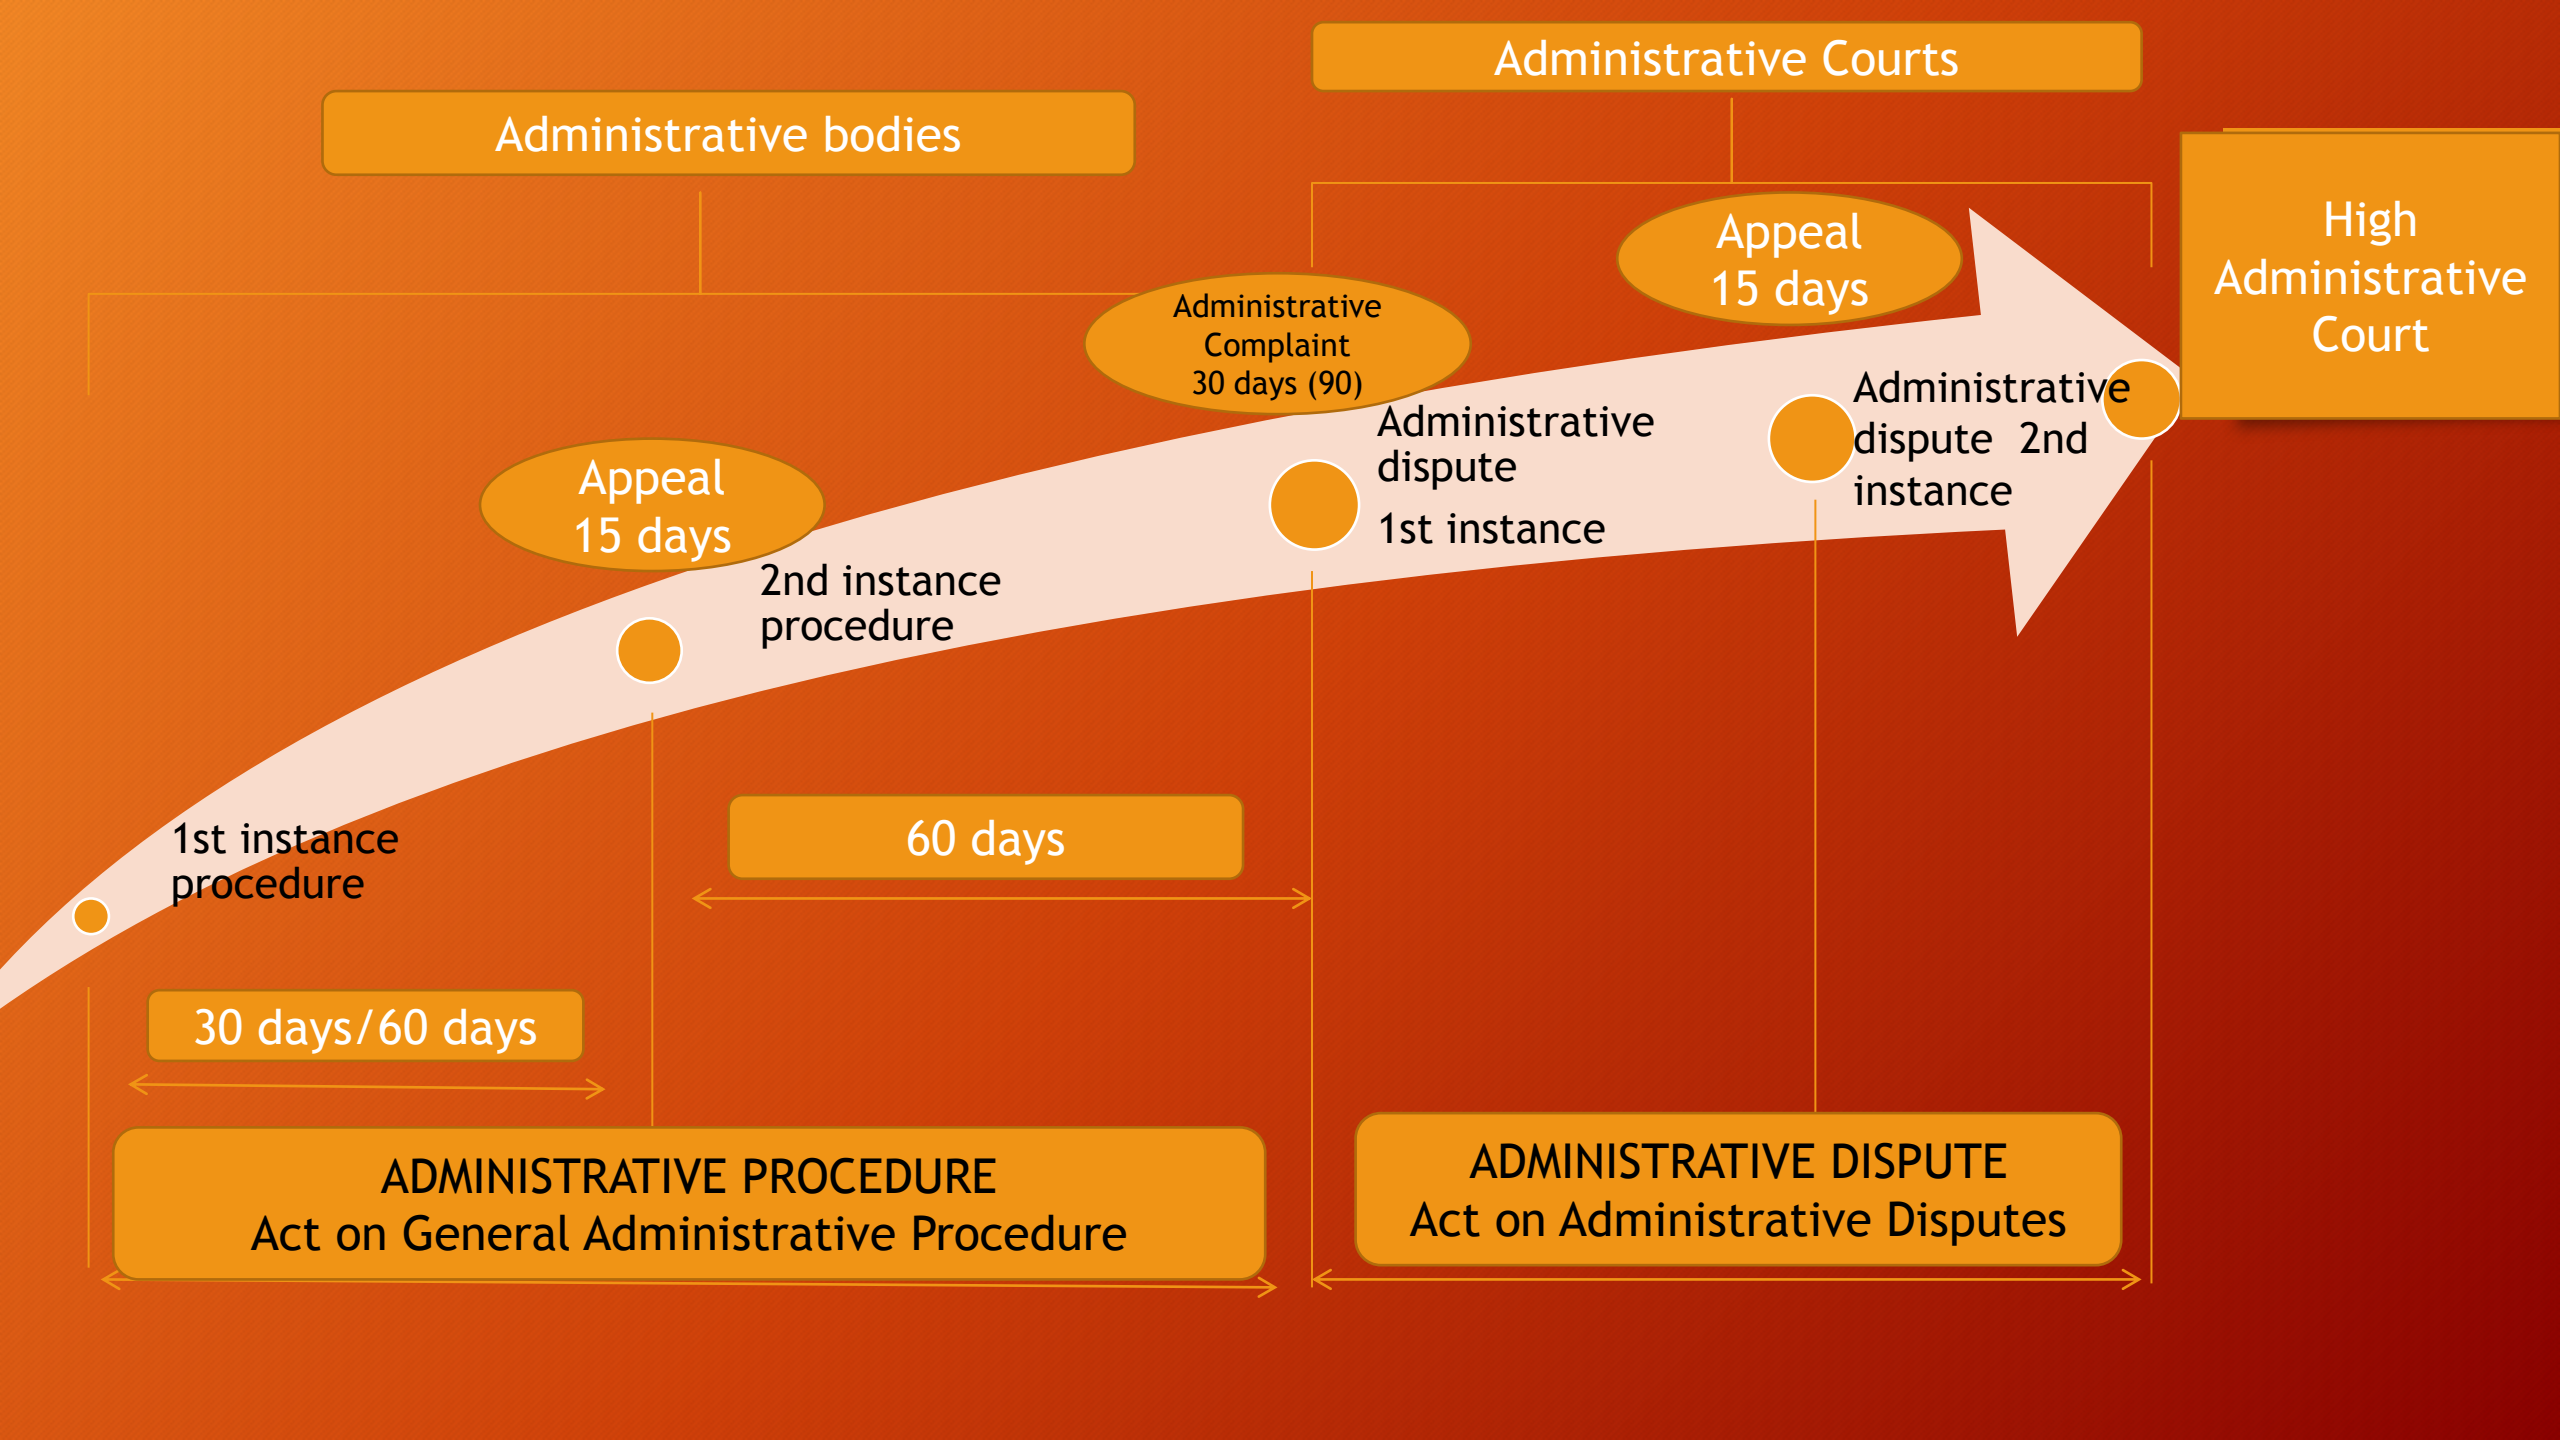 Administrative Courts
Administrative bodies
High
Administrative
Court
Appeal
15 days
Administrative
Complaint
30 days (90)
Administrative
dispute 2nd
instance
Administrative
dispute
1st instance
Appeal
15 days
2nd instance
procedure
1st instance
procedure
60 days
30 days/60 days
ADMINISTRATIVE PROCEDURE
Act on General Administrative Procedure
ADMINISTRATIVE DISPUTE
Act on Administrative Disputes